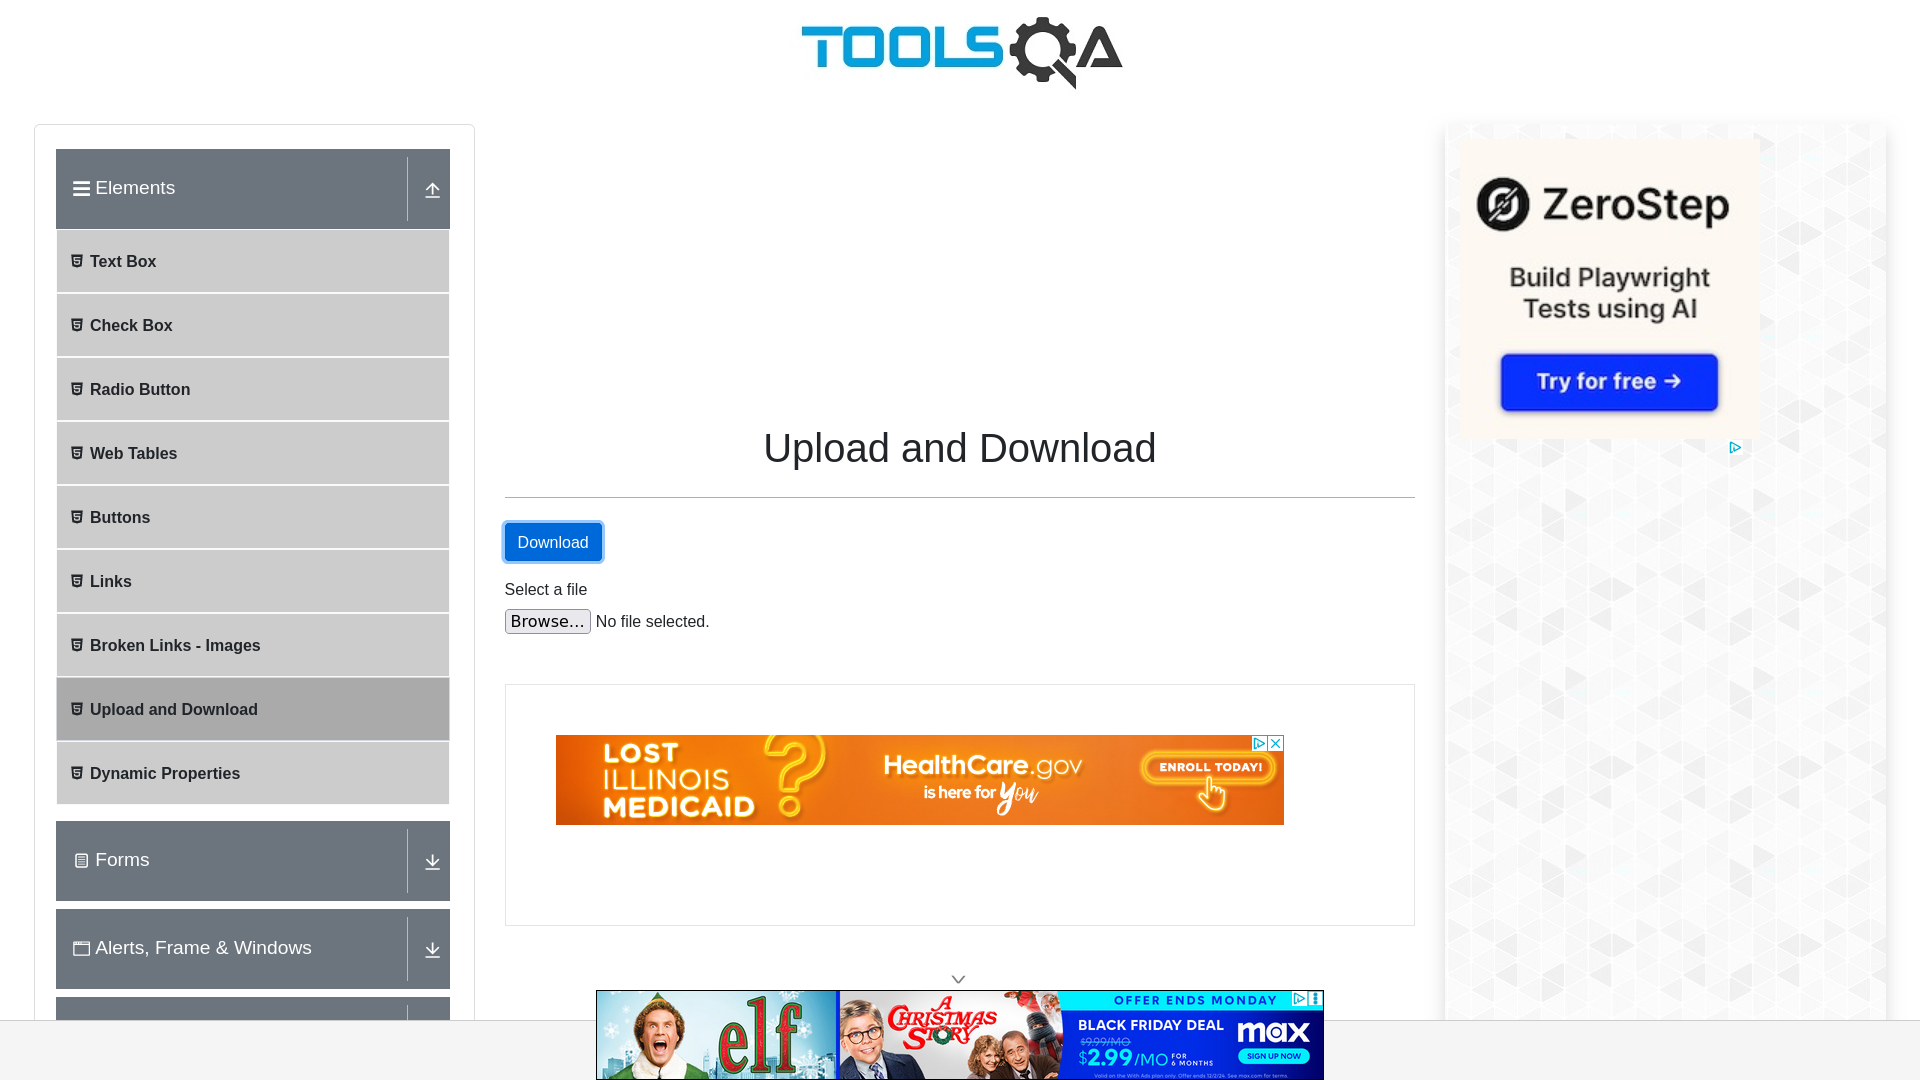 TOOLSQA
Elements
Text Box
Check Box
Radio Button
Web Tables
Buttons
Links
Broken Links - Images
Upload and Download
Dynamic Properties
Forms
Alerts, Frame & Windows
Upload and Download
Download
Select a file
Browse... No file selected.
LOST
ILLINOIS
MEDICAID
?
HealthCare.gov
is here for you
ENROLL TODAY!
ZeroStep
Build Playwright
Tests using AI
Try for free →
elf
A
CHRISTMAS
STORY
OFFER ENDS MONDAY
BLACK FRIDAY DEAL
$9.99/MO
$2.99/MO FOR
6 MONTHS
max
SIGN UP NOW
Valid on the With Ads plan only. Offer ends 12/2/24. See max.com for terms.